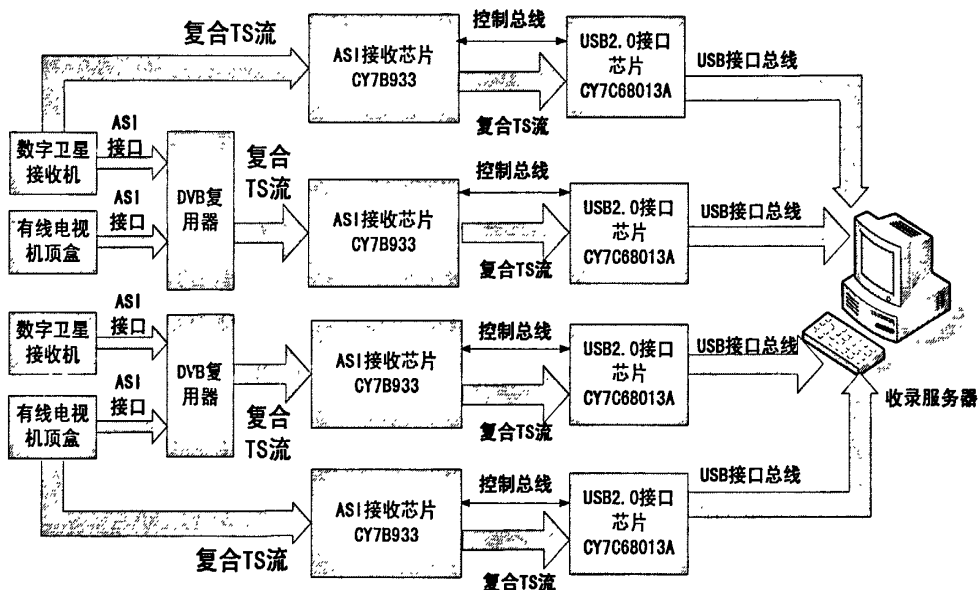 复合TS流
ASI接收芯片
CY7B933
控制总线
复合TS流
USB2.0接口
芯片
CY7C68013A
USB接口总线
数字卫星
接收机
ASI
接口
有线电视
机顶盒
ASI
接口
DVB复
用器
复合
TS流
ASI接收芯片
CY7B933
控制总线
复合TS流
USB2.0接口
芯片
CY7C68013A
USB接口总线
数字卫星
接收机
ASI
接口
有线电视
机顶盒
ASI
接口
DVB复
用器
复合
TS流
ASI接收芯片
CY7B933
控制总线
复合TS流
USB2.0接口
芯片
CY7C68013A
USB接口总线
收录服务器
复合TS流
ASI接收芯片
CY7B933
控制总线
复合TS流
USB2.0接口
芯片
CY7C68013A
USB接口总线